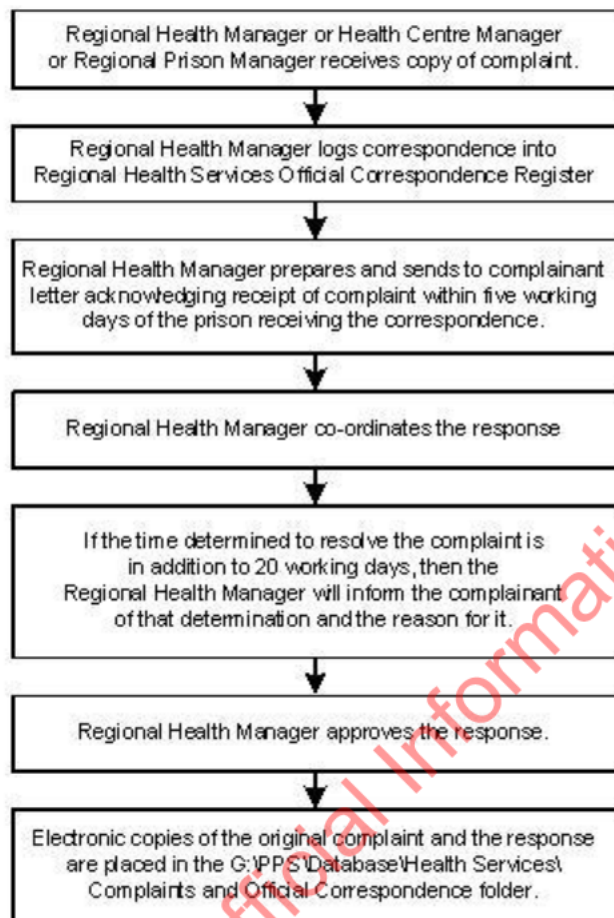 Regional Health Manager or Health Centre Manager
or Regional Prison Manager receives copy of complaint.
Regional Health Manager logs correspondence into
Regional Health Services Official Correspondence Register
Regional Health Manager prepares and sends to complainant
letter acknowledging receipt of complaint within five working
days of the prison receiving the correspondence.
Regional Health Manager co-ordinates the response
If the time determined to resolve the complaint is
in addition to 20 working days, then the
Regional Health Manager will inform the complainant
of that determination and the reason for it.
Regional Health Manager approves the response.
Electronic copies of the original complaint and the response
are placed in the G:\PPS\Database\Health Services\
Complaints and Official Correspondence folder.
Official Informati